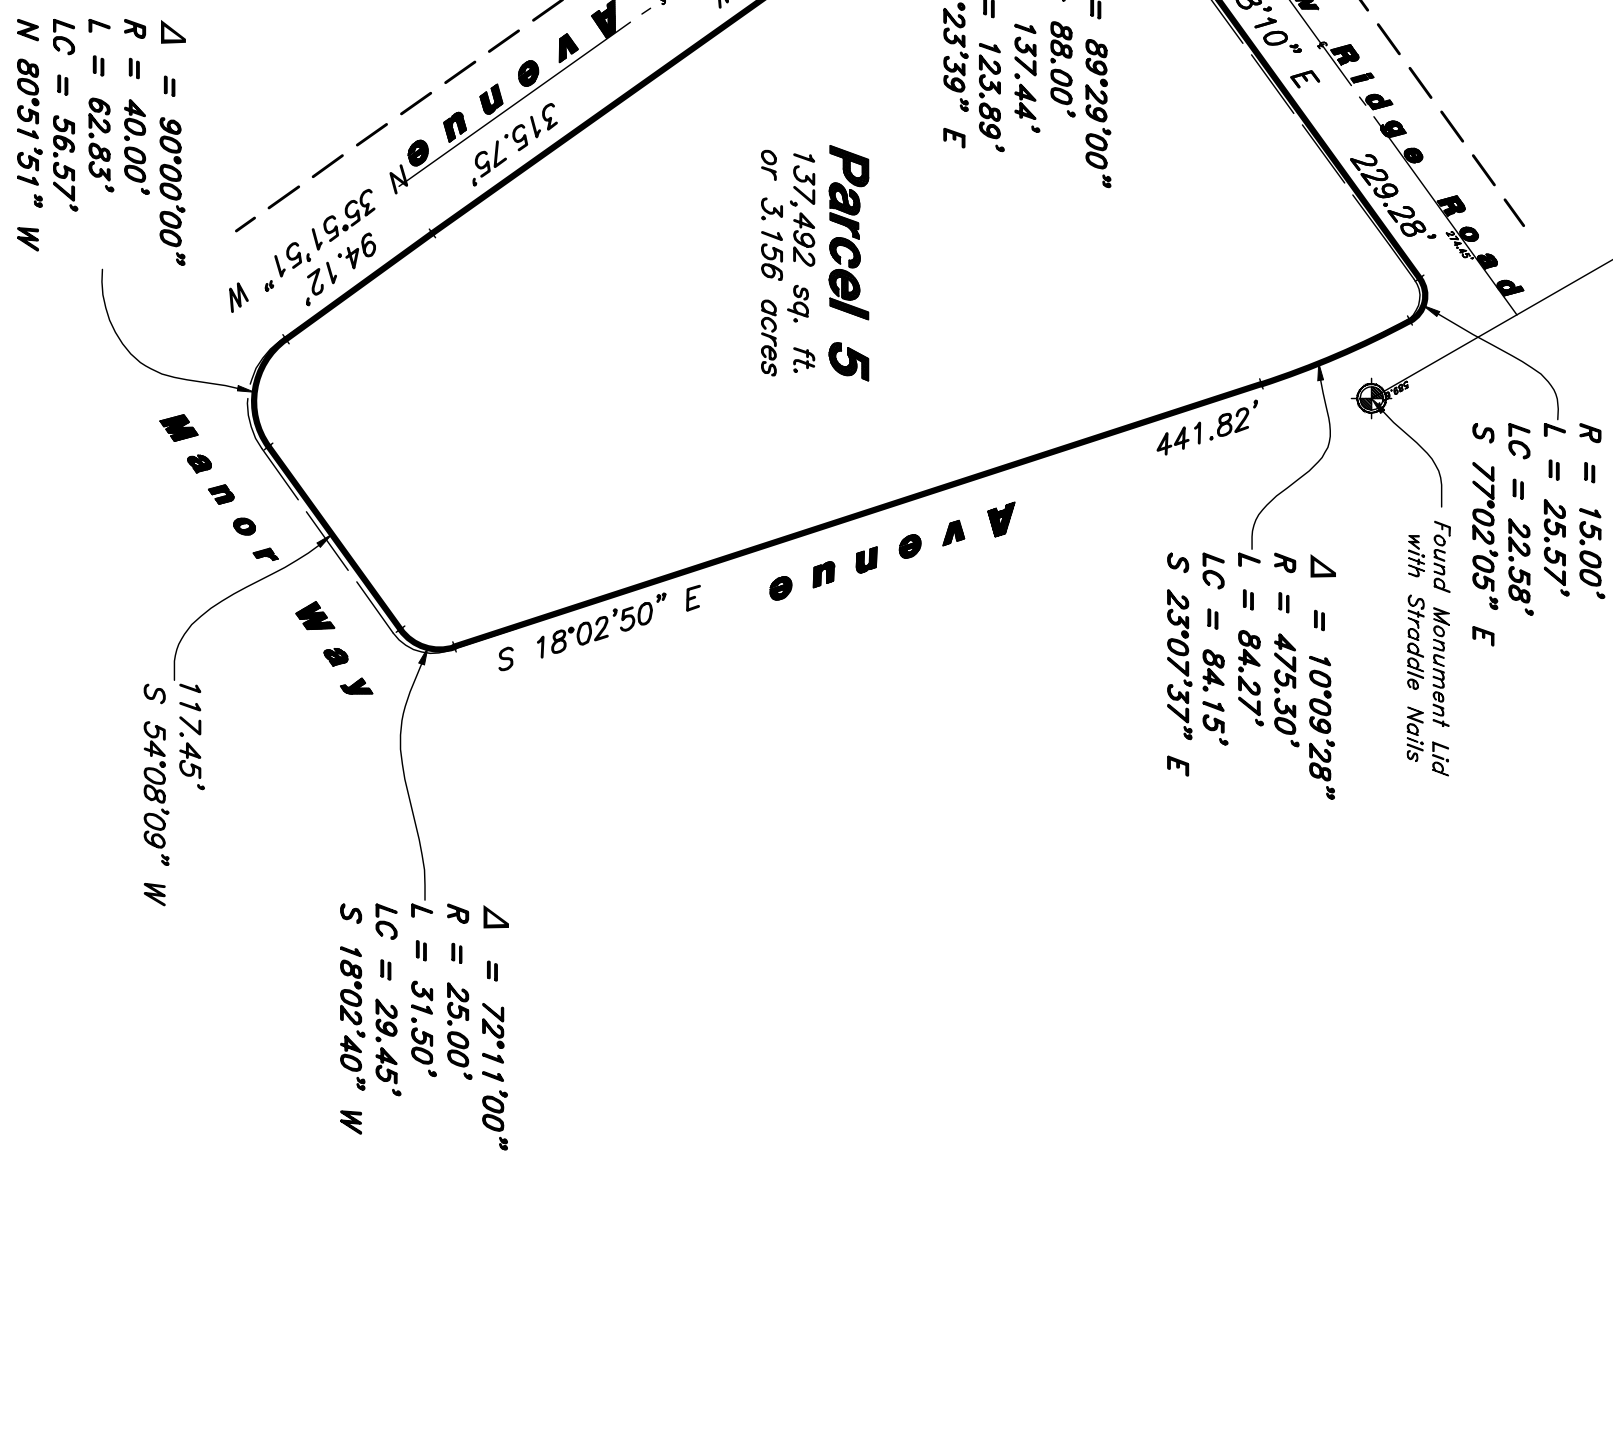 Δ = 90°00'00"
R = 40.00'
L = 62.83'
LC = 56.57'
N 80°51'51" W
Avenue
315.75'
N 35°51'51" W
94.12'
= 89°29'00"
88.00'
137.44'
= 123.89'
°23'39" E
Parcel 5
137,492 sq. ft.
or 3.156 acres
3'10" E
229.28'
Ridge Road
274.45'
R = 15.00'
L = 25.57'
LC = 22.58'
S 77°02'05" E
Found Monument Lid
with Straddle Nails
Δ = 10°09'28"
R = 475.30'
L = 84.27'
LC = 84.15'
S 23°07'37" E
441.82'
Avenue
S 18°02'50" E
Manor Way
117.45'
S 54°08'09" W
Δ = 72°11'00"
R = 25.00'
L = 31.50'
LC = 29.45'
S 18°02'40" W